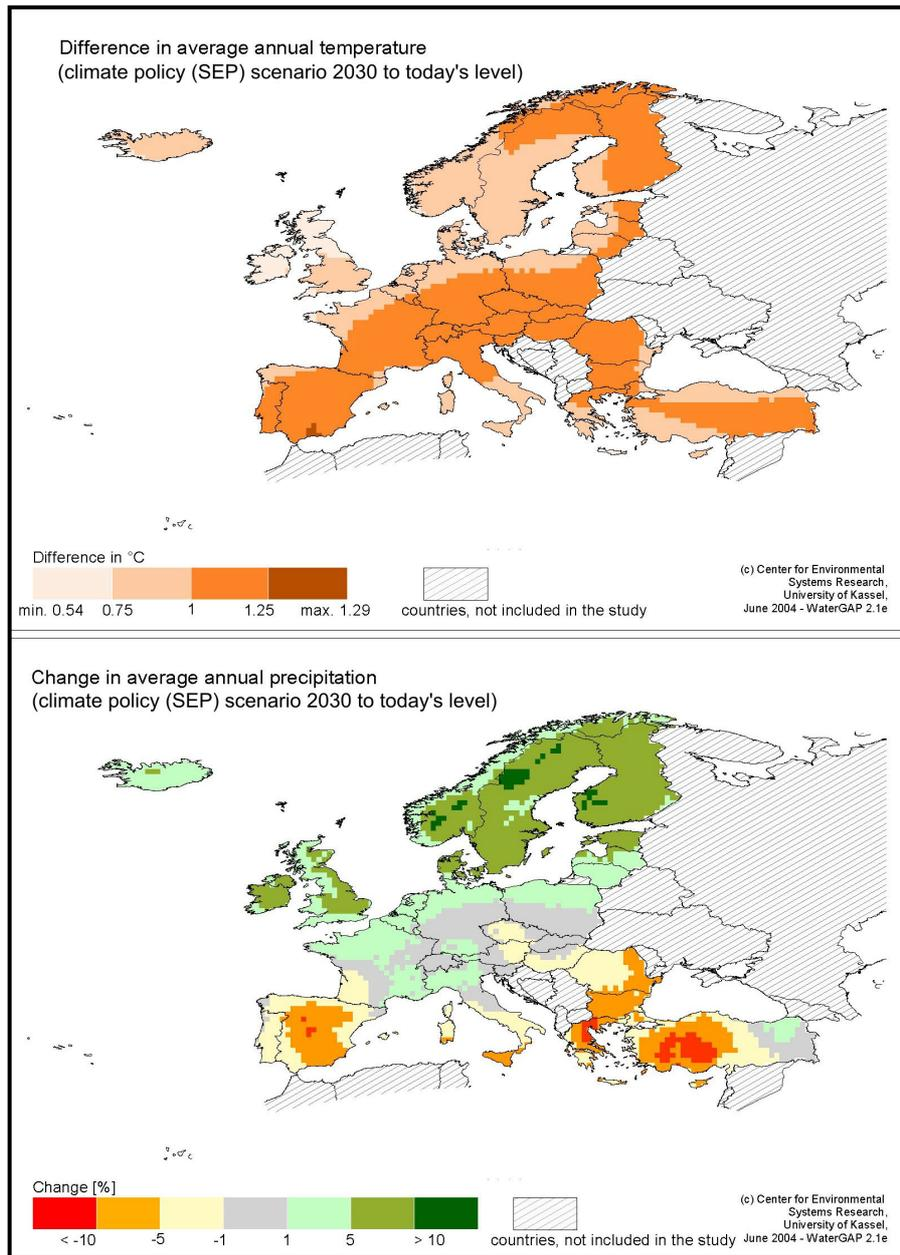 Difference in average annual temperature
(climate policy (SEP) scenario 2030 to today's level)
Difference in °C
min. 0.54 0.75 1 1.25 max. 1.29
countries, not included in the study
(c) Center for Environmental
Systems Research,
University of Kassel,
June 2004 - WaterGAP 2.1e
Change in average annual precipitation
(climate policy (SEP) scenario 2030 to today's level)
Change [%]
< -10 -5 -1 1 5 > 10
countries, not included in the study
(c) Center for Environmental
Systems Research,
University of Kassel,
June 2004 - WaterGAP 2.1e